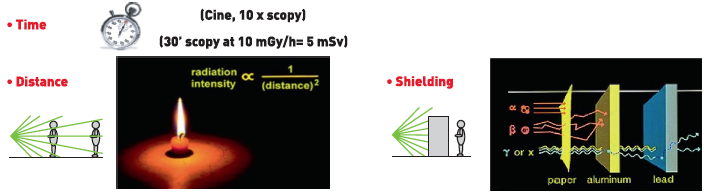 • Time
(Cine, 10 x scopy)
(30' scopy at 10 mGy/h= 5 mSv)
• Distance
radiation intensity ∝ 1 / (distance)²
• Shielding
α
β
γ or x
paper aluminum lead